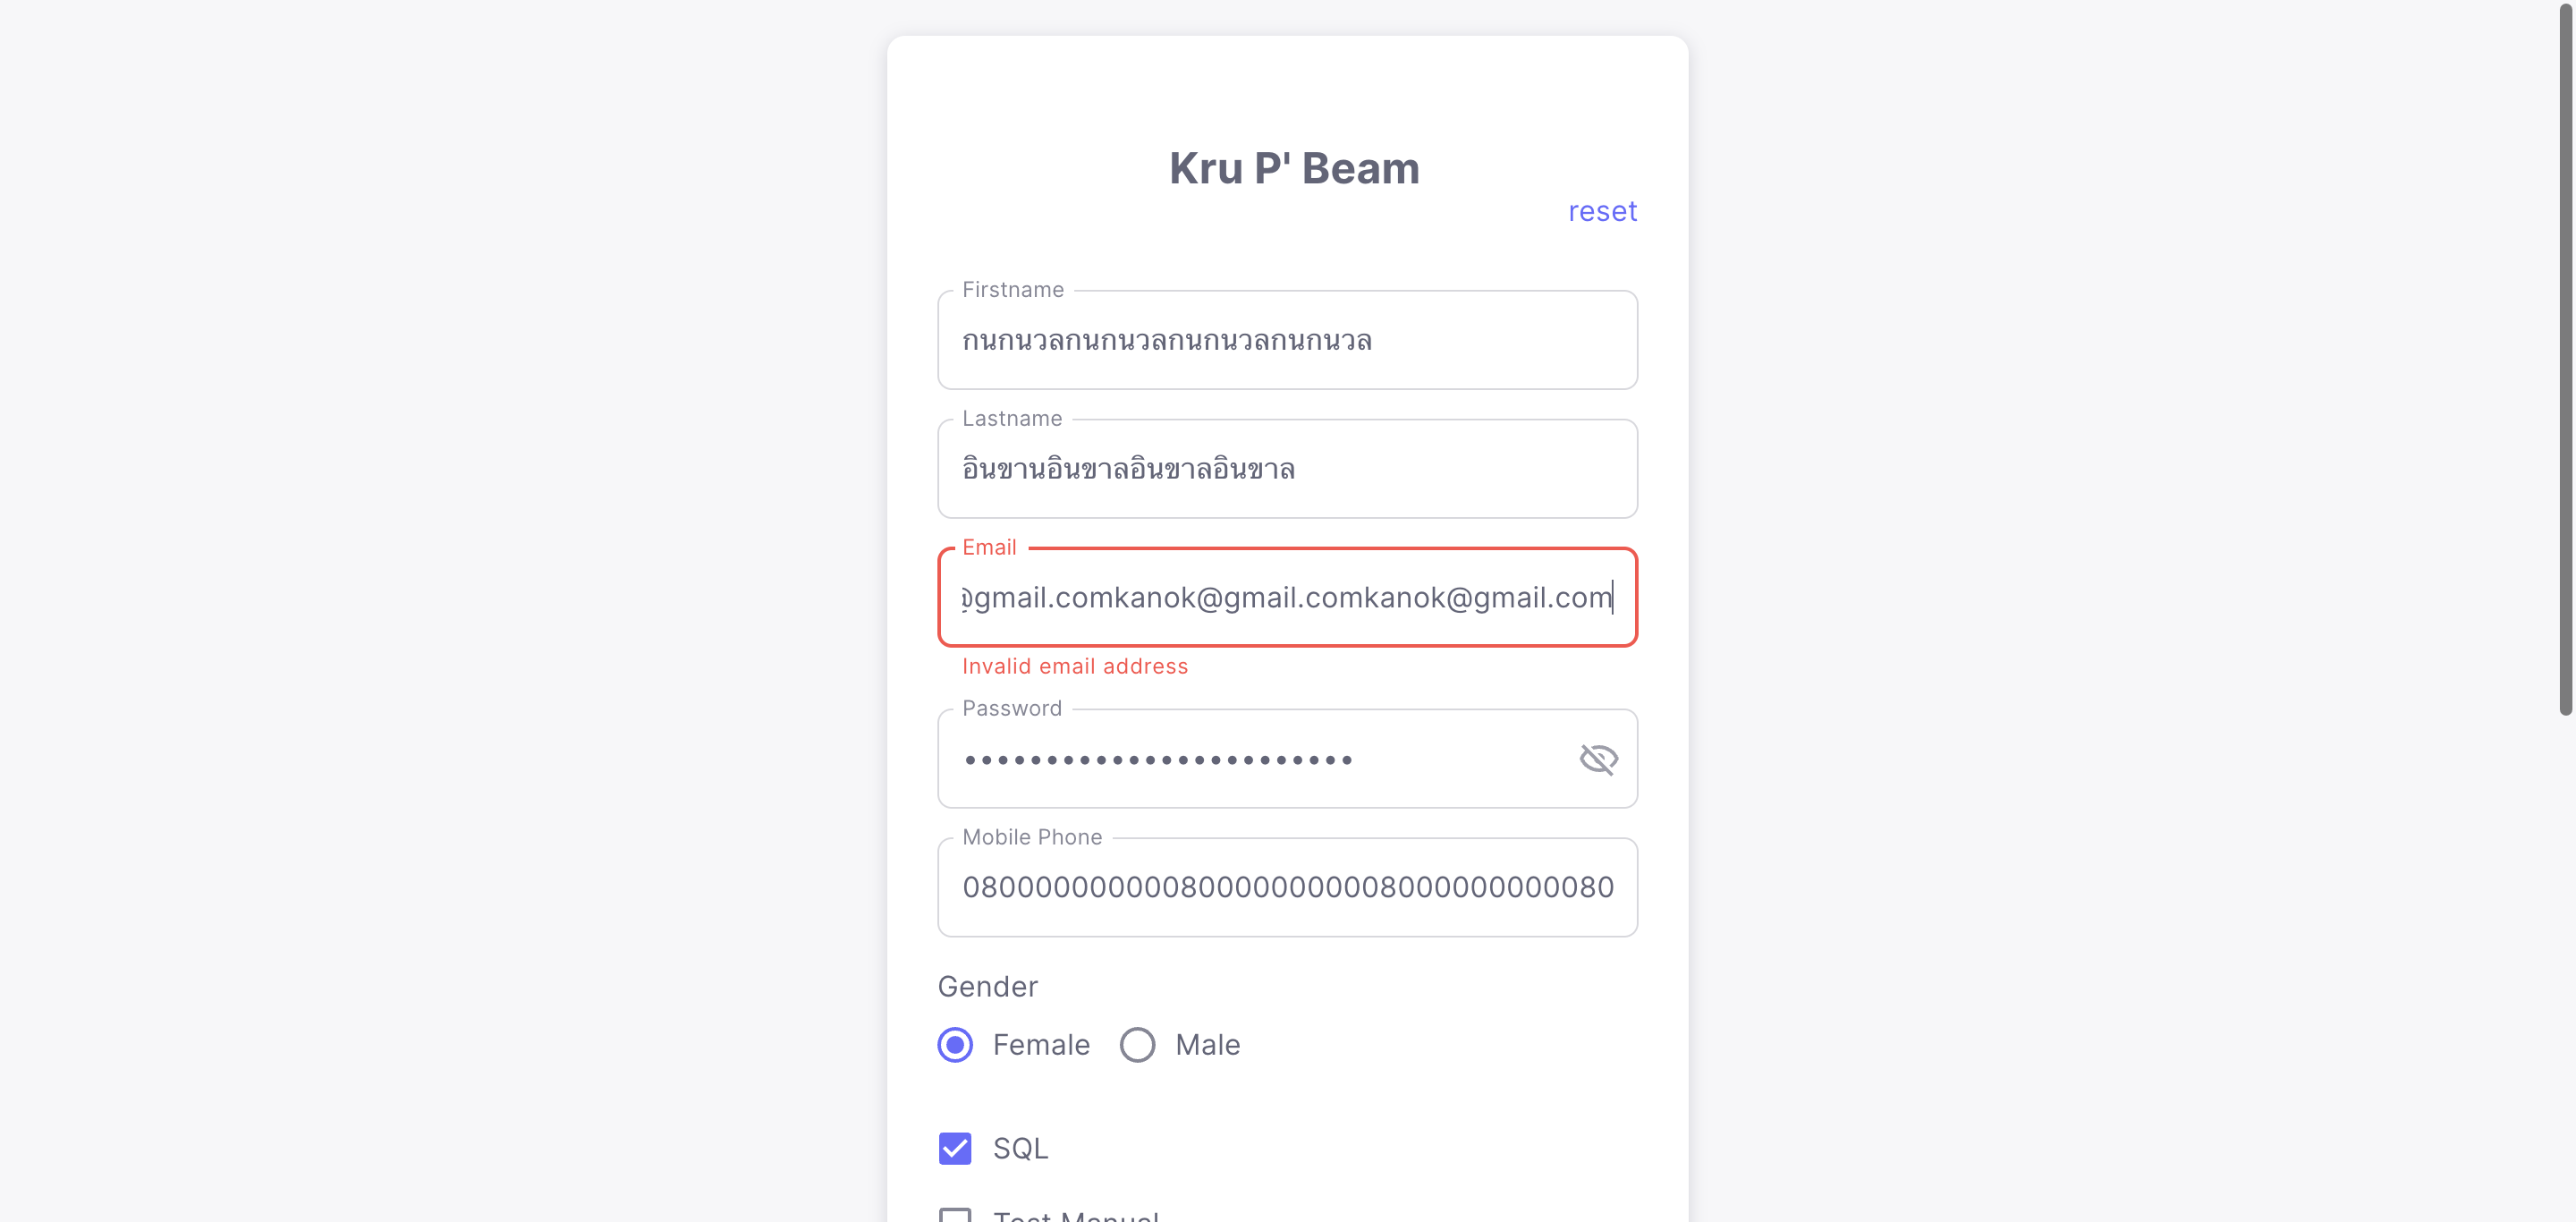 Kru P' Beam
reset
Firstname
กนกนวลกนกนวลกนกนวลกนกนวล
Lastname
อินขานอินขาลอินขาลอินขาล
Email
@gmail.comkanok@gmail.comkanok@gmail.com
Invalid email address
Password
Mobile Phone
080000000000800000000008000000000080
Gender
Female Male
SQL
Test Manual